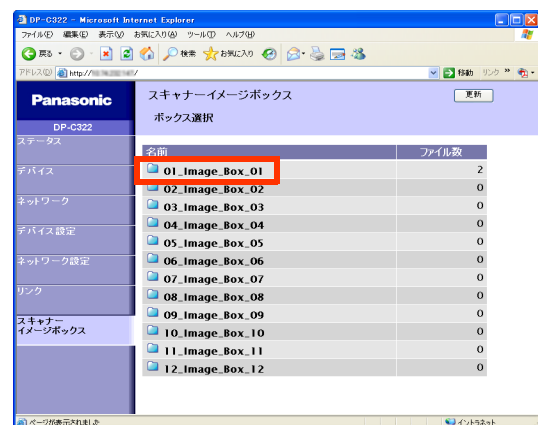 DP-C322 - Microsoft Internet Explorer
ファイル(F) 編集(E) 表示(V) お気に入り(A) ツール(T) ヘルプ(H)
戻る 検索 お気に入り
アドレス(D) http:// 移動 リンク »
Panasonic
DP-C322
スキャナーイメージボックス
更新
ボックス選択
ステータス
デバイス
ネットワーク
デバイス設定
ネットワーク設定
リンク
スキャナー
イメージボックス
名前 ファイル数
01_Image_Box_01 2
02_Image_Box_02 0
03_Image_Box_03 0
04_Image_Box_04 0
05_Image_Box_05 0
06_Image_Box_06 0
07_Image_Box_07 0
08_Image_Box_08 0
09_Image_Box_09 0
10_Image_Box_10 0
11_Image_Box_11 0
12_Image_Box_12 0
ページが表示されました イントラネット